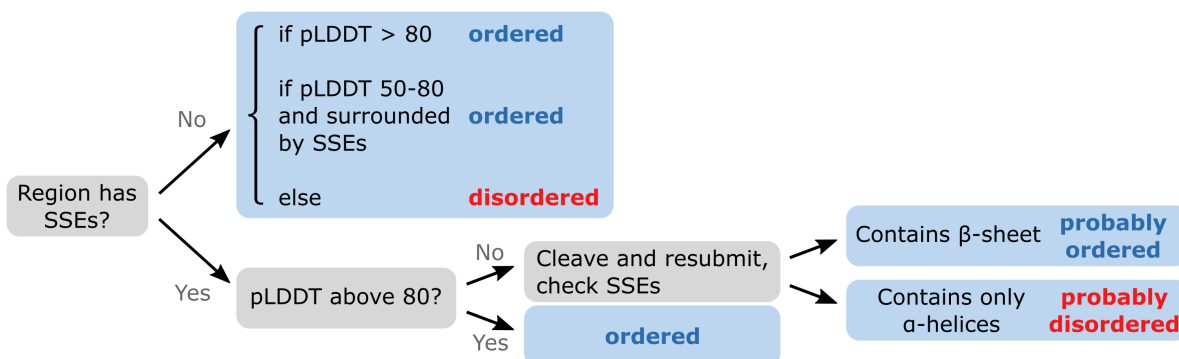 Region has
SSEs?
No
Yes
if pLDDT > 80 ordered
if pLDDT 50-80
and surrounded ordered
by SSEs
else disordered
pLDDT above 80?
No
Yes
Cleave and resubmit,
check SSEs
ordered
Contains β-sheet
probably
ordered
Contains only
α-helices
probably
disordered